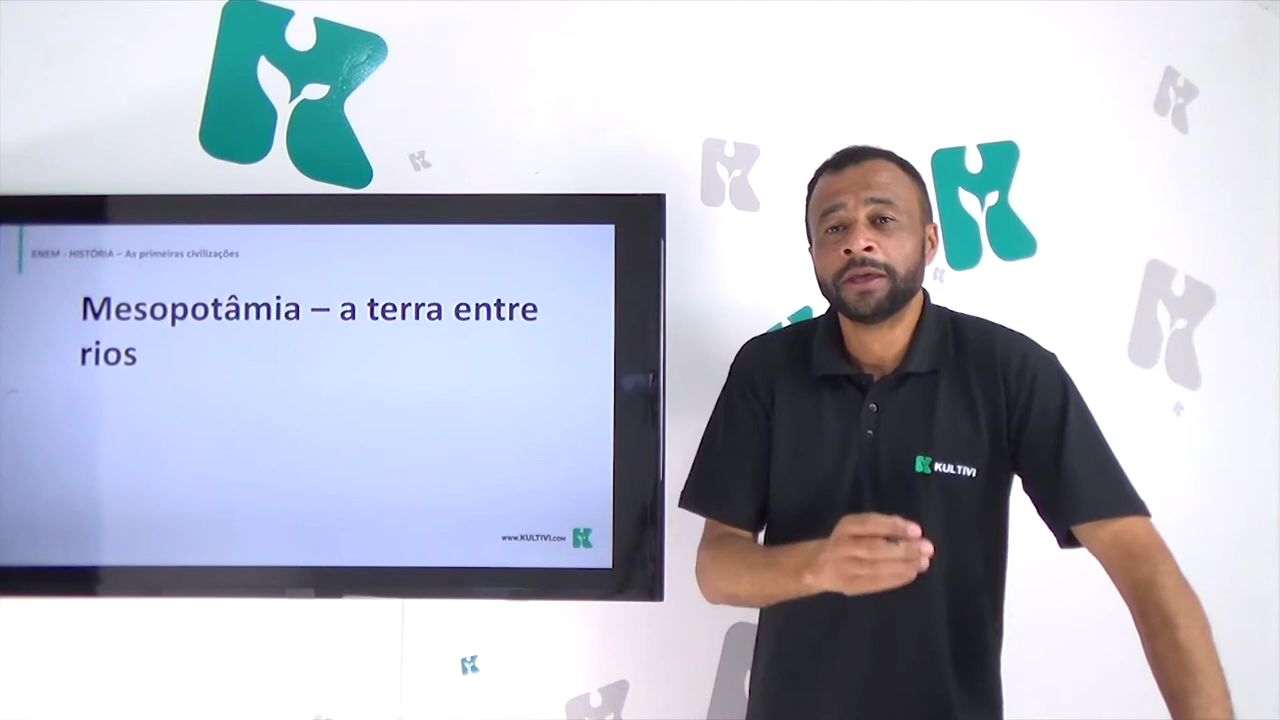 ENEM - HISTÓRIA – As primeiras civilizações
Mesopotâmia – a terra entre
rios
www.KULTIVI.COM
KULTIVI